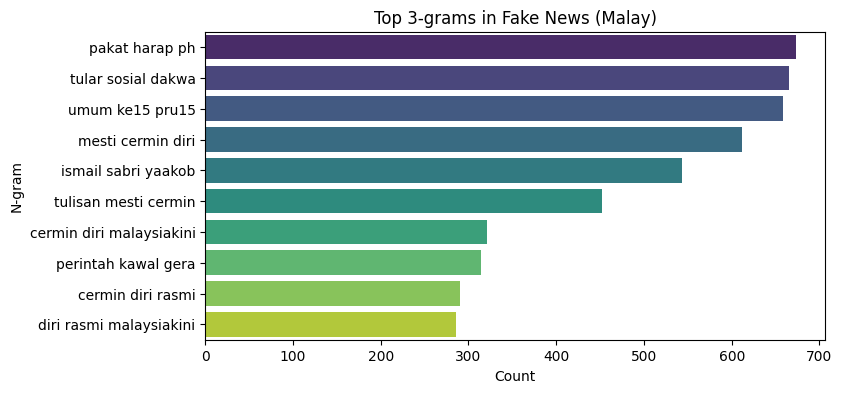 Top 3-grams in Fake News (Malay)
pakat harap ph
tular sosial dakwa
umum ke15 pru15
mesti cermin diri
ismail sabri yaakob
tulisan mesti cermin
cermin diri malaysiakini
perintah kawal gera
cermin diri rasmi
diri rasmi malaysiakini
N-gram
0 100 200 300 400 500 600 700
Count